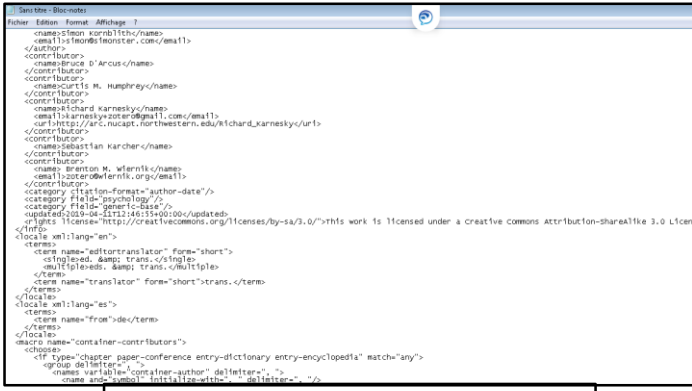 Sans titre - Bloc-notes
Fichier Edition Format Affichage ?
<name>Simon Kornblith</name>
<email>simon@simonster.com</email>
</author>
<contributor>
<name>Bruce D'Arcus</name>
</contributor>
<contributor>
<name>Curtis M. Humphrey</name>
</contributor>
<contributor>
<name>Richard Karnesky</name>
<email>karnesky+zotero@gmail.com</email>
<uri>http://arc.nucapt.northwestern.edu/Richard_Karnesky</uri>
</contributor>
<contributor>
<name>Sebastian Karcher</name>
</contributor>
<contributor>
<name> Brenton M. Wiernik</name>
<email>zotero@wiernik.org</email>
</contributor>
<category citation-format="author-date"/>
<category field="psychology"/>
<category field="generic-base"/>
<updated>2019-04-11T12:46:55+00:00</updated>
<rights license="http://creativecommons.org/licenses/by-sa/3.0/">This work is licensed under a Creative Commons Attribution-ShareAlike 3.0 Licen
</info>
<locale xml:lang="en">
<terms>
<term name="editortranslator" form="short">
<single>ed. &amp; trans.</single>
<multiple>eds. &amp; trans.</multiple>
</term>
<term name="translator" form="short">trans.</term>
</terms>
</locale>
<locale xml:lang="es">
<terms>
<term name="from">de</term>
</terms>
</locale>
<macro name="container-contributors">
<choose>
<if type="chapter paper-conference entry-dictionary entry-encyclopedia" match="any">
<group delimiter=", ">
<names variable="container-author" delimiter=", ">
<name and="symbol" initialize-with=". " delimiter=", "/>